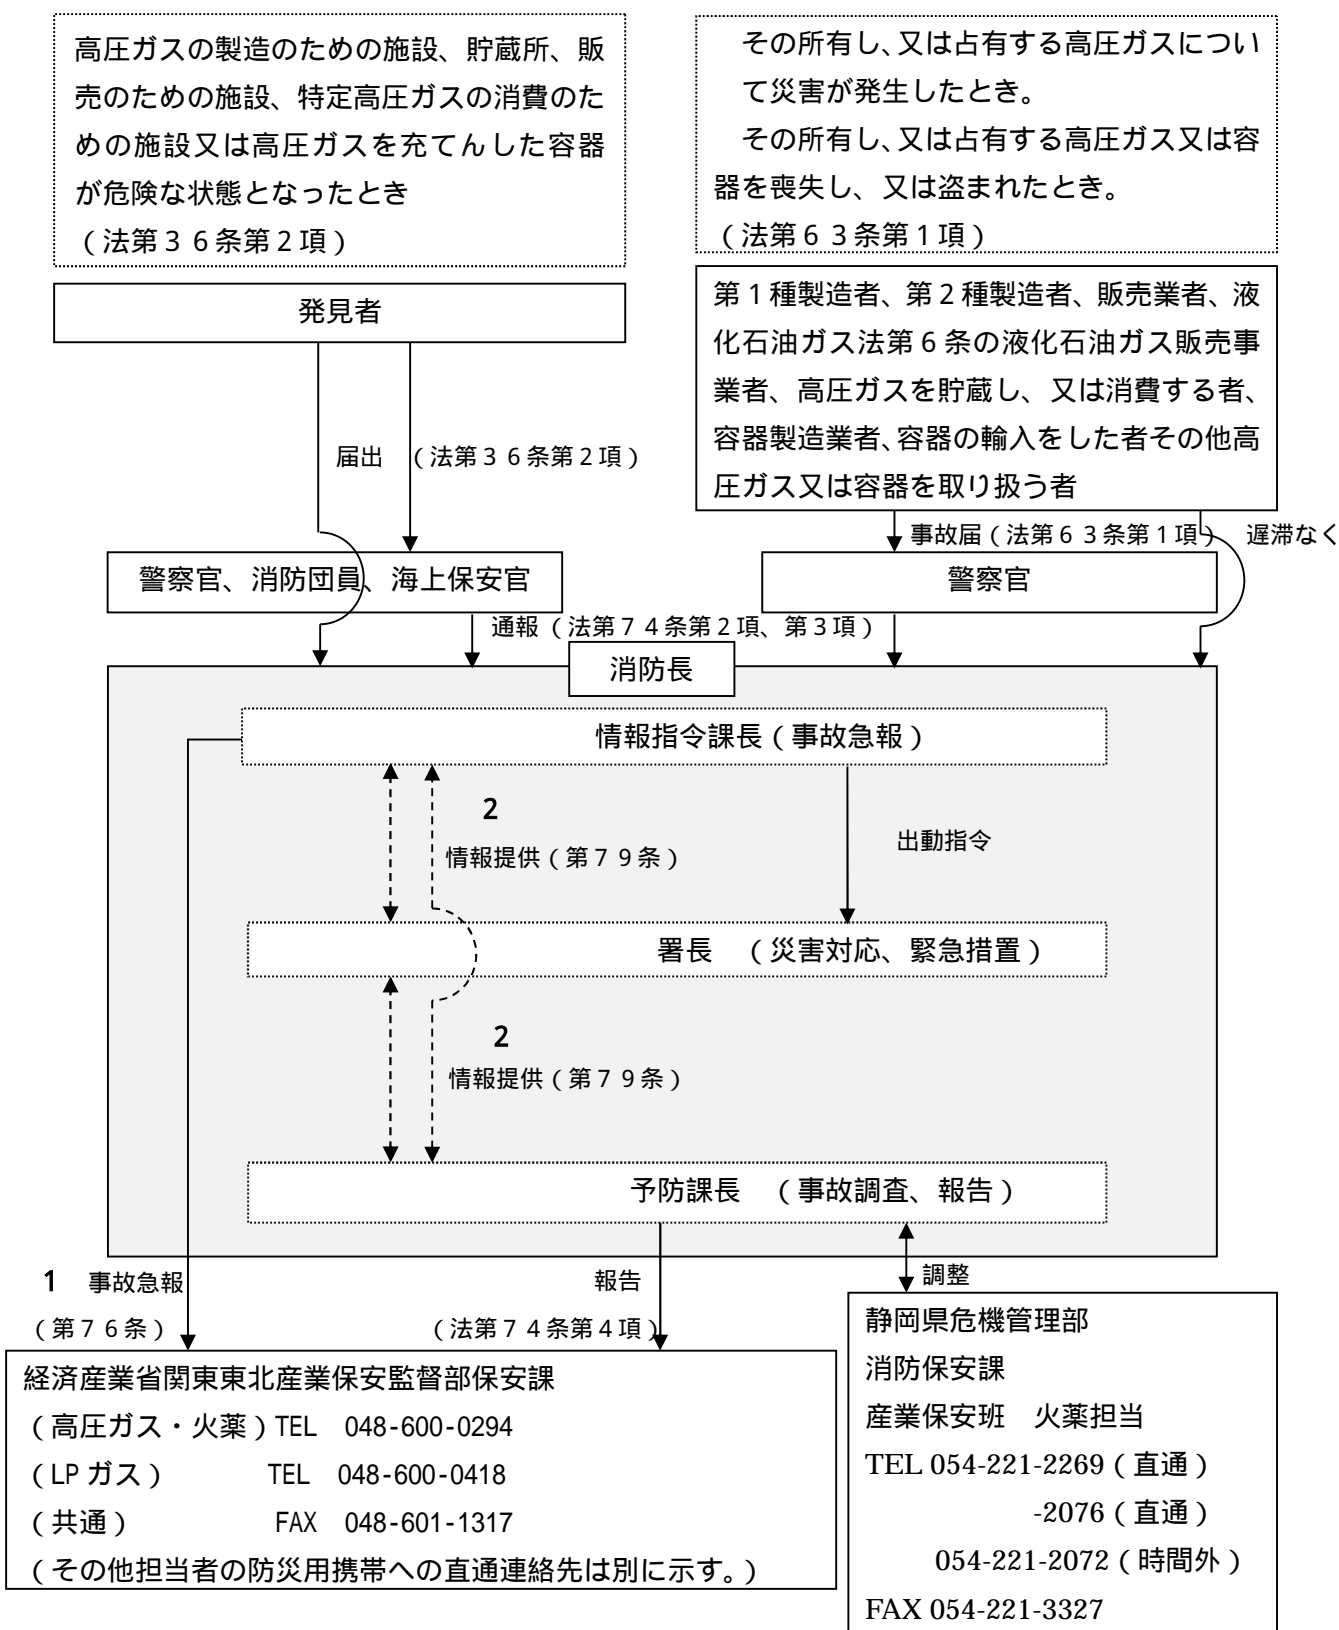 高圧ガスの製造のための施設、貯蔵所、販
売のための施設、特定高圧ガスの消費のた
めの施設又は高圧ガスを充てんした容器
が危険な状態となったとき
（法第３６条第２項）
その所有し、又は占有する高圧ガスについ
て災害が発生したとき。
その所有し、又は占有する高圧ガス又は容
器を喪失し、又は盗まれたとき。
（法第６３条第１項）
発見者
第１種製造者、第２種製造者、販売業者、液
化石油ガス法第６条の液化石油ガス販売事
業者、高圧ガスを貯蔵し、又は消費する者、
容器製造業者、容器の輸入をした者その他高
圧ガス又は容器を取り扱う者
届出　（法第３６条第２項）
事故届（法第６３条第１項）　遅滞なく
警察官、消防団員、海上保安官
警察官
通報（法第７４条第２項、第３項）
消防長
情報指令課長（事故急報）
2
情報提供（第７９条）
出動指令
署長　（災害対応、緊急措置）
2
情報提供（第７９条）
予防課長　（事故調査、報告）
1　事故急報
（第７６条）
報告
（法第７４条第４項）
調整
経済産業省関東東北産業保安監督部保安課
（高圧ガス・火薬）TEL　048-600-0294
（LPガス）　TEL　048-600-0418
（共通）　FAX　048-601-1317
（その他担当者の防災用携帯への直通連絡先は別に示す。）
静岡県危機管理部
消防保安課
産業保安班　火薬担当
TEL 054-221-2269（直通）
-2076（直通）
054-221-2072（時間外）
FAX 054-221-3327